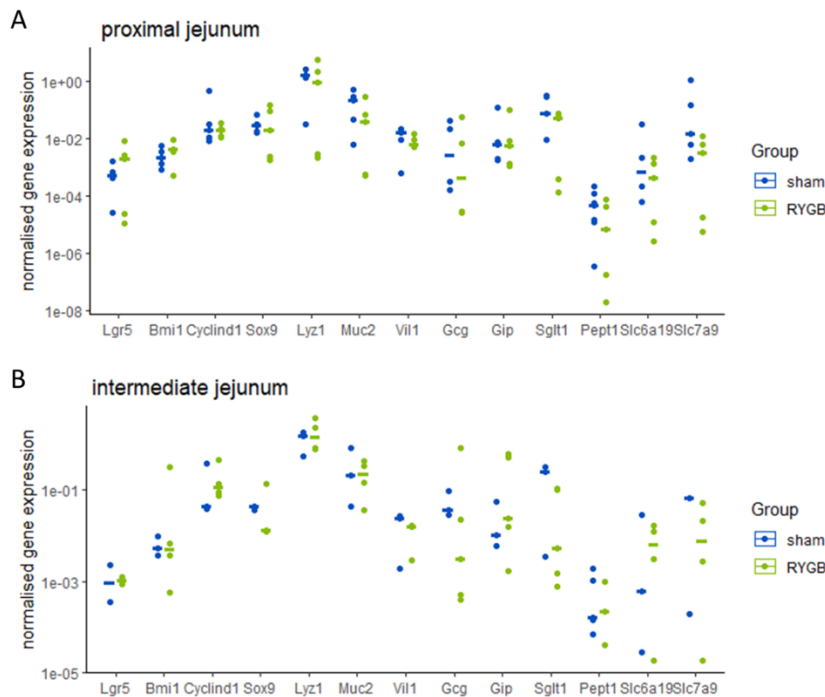 A
proximal jejunum
normalised gene expression
1e+00
1e-02
1e-04
1e-06
1e-08
Lgr5 Bmi1 Cyclind1 Sox9 Lyz1 Muc2 Vil1 Gcg Gip Sglt1 Pept1 Slc6a19 Slc7a9
Group
sham
RYGB
B
intermediate jejunum
normalised gene expression
1e-01
1e-03
1e-05
Lgr5 Bmi1 Cyclind1 Sox9 Lyz1 Muc2 Vil1 Gcg Gip Sglt1 Pept1 Slc6a19 Slc7a9
Group
sham
RYGB